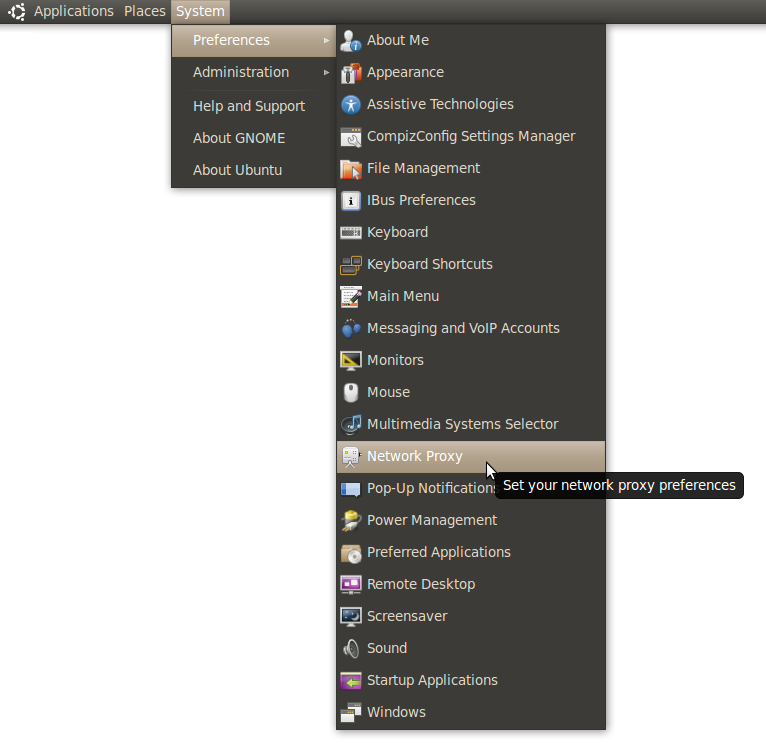 Applications Places System
Preferences
Administration
Help and Support
About GNOME
About Ubuntu
About Me
Appearance
Assistive Technologies
CompizConfig Settings Manager
File Management
IBus Preferences
Keyboard
Keyboard Shortcuts
Main Menu
Messaging and VoIP Accounts
Monitors
Mouse
Multimedia Systems Selector
Network Proxy
Set your network proxy preferences
Pop-Up Notifications
Power Management
Preferred Applications
Remote Desktop
Screensaver
Sound
Startup Applications
Windows